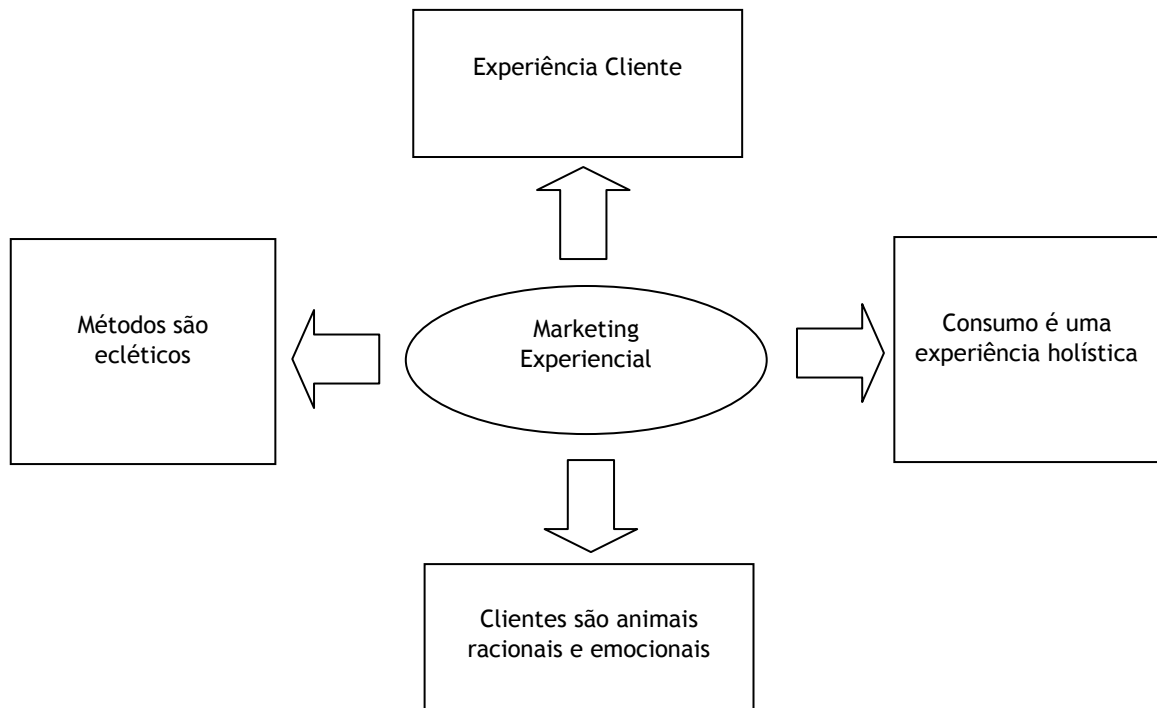 Experiência Cliente
Métodos são
ecléticos
Marketing
Experiencial
Consumo é uma
experiência holística
Clientes são animais
racionais e emocionais